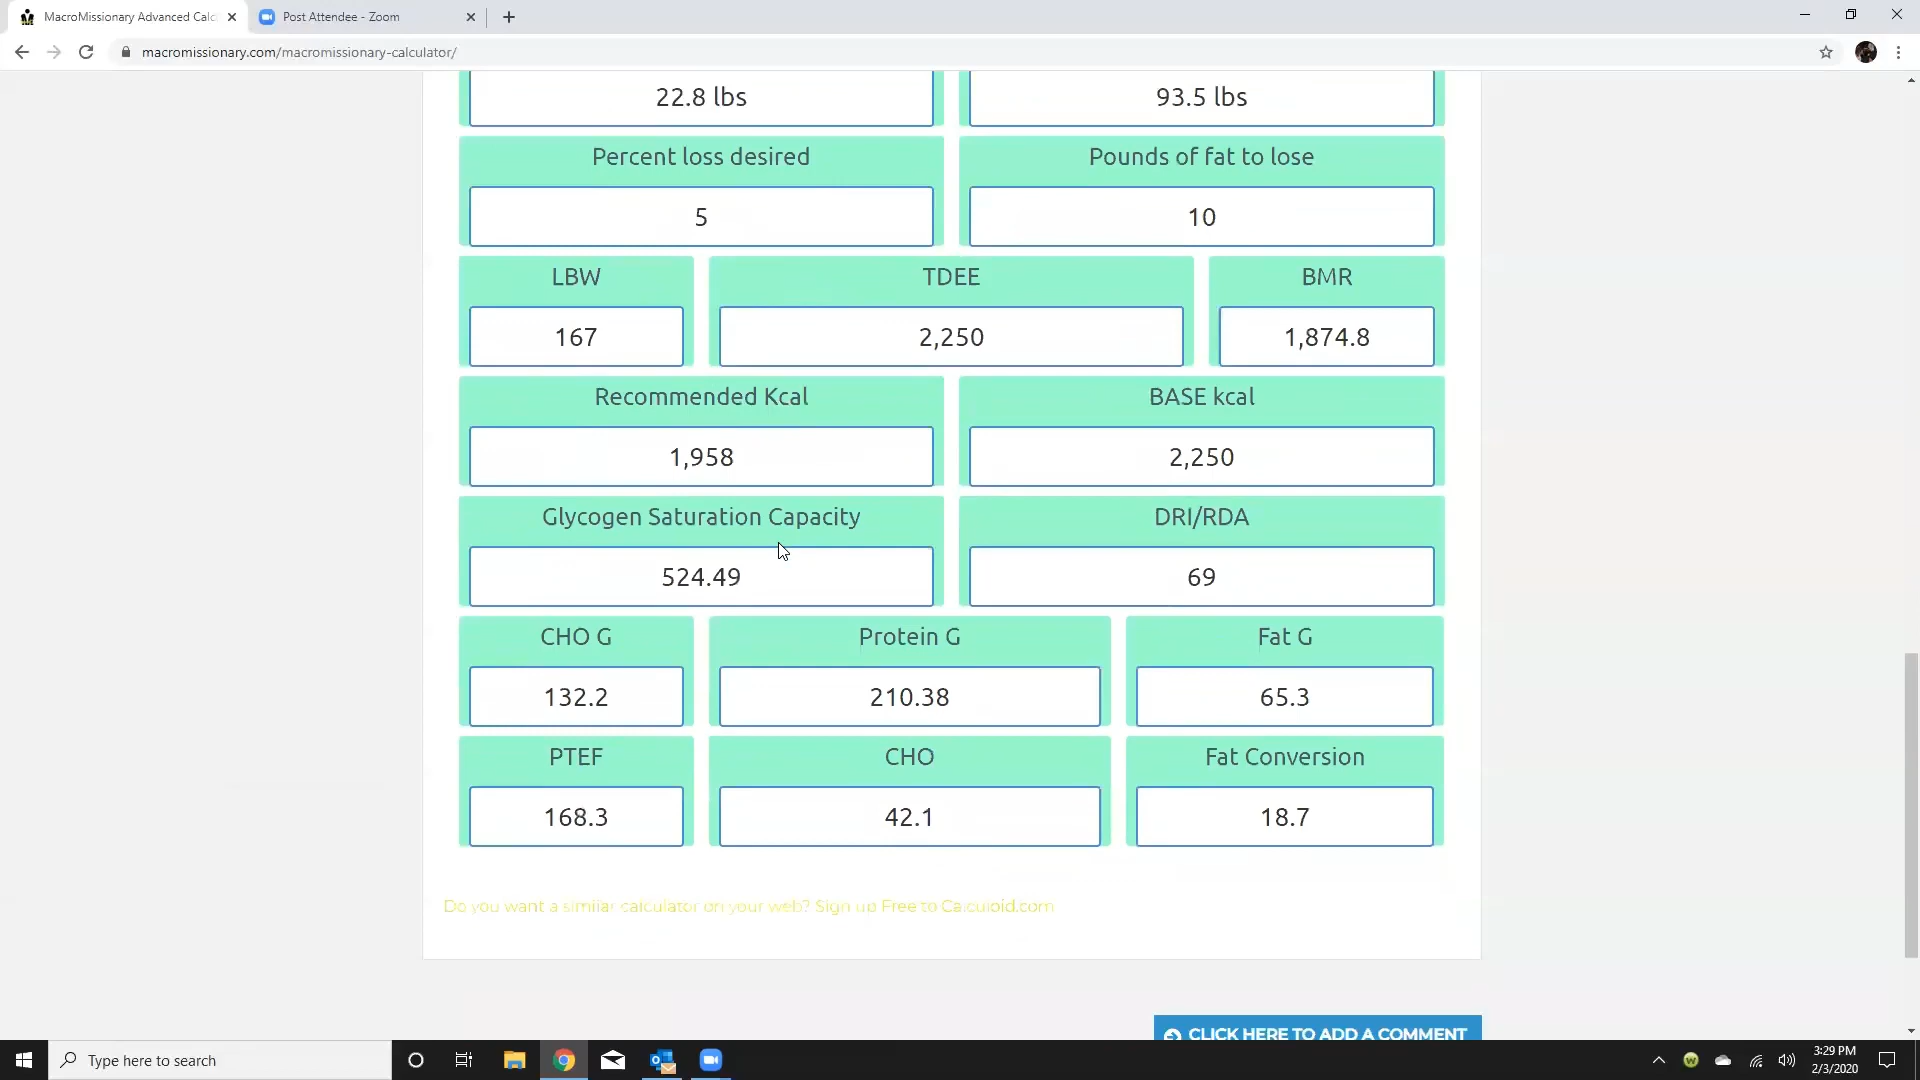 MacroMissionary Advanced Calc
Post Attendee - Zoom
macromissionary.com/macromissionary-calculator/
22.8 lbs
93.5 lbs
Percent loss desired
Pounds of fat to lose
5
10
LBW
TDEE
BMR
167
2,250
1,874.8
Recommended Kcal
BASE kcal
1,958
2,250
Glycogen Saturation Capacity
DRI/RDA
524.49
69
CHO G
Protein G
Fat G
132.2
210.38
65.3
PTEF
CHO
Fat Conversion
168.3
42.1
18.7
Do you want a similar calculator on your web? Sign up Free to Calculoid.com
CLICK HERE TO ADD A COMMENT
Type here to search
3:29 PM
2/3/2020